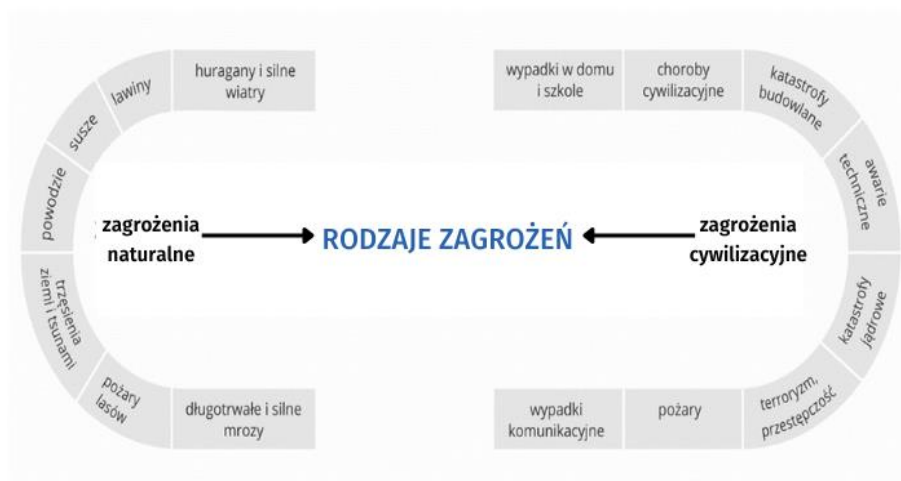 huragany i silne
wiatry
lawiny
susze
powodzie
trzęsienia
ziemi i tsunami
pożary
lasów
długotrwałe i silne
mrozy
zagrożenia
naturalne
RODZAJE ZAGROŻEŃ
zagrożenia
cywilizacyjne
wypadki w domu
i szkole
choroby
cywilizacyjne
katastrofy
budowlane
awarie
techniczne
katastrofy
jądrowe
terroryzm,
przestępczość
pożary
wypadki
komunikacyjne